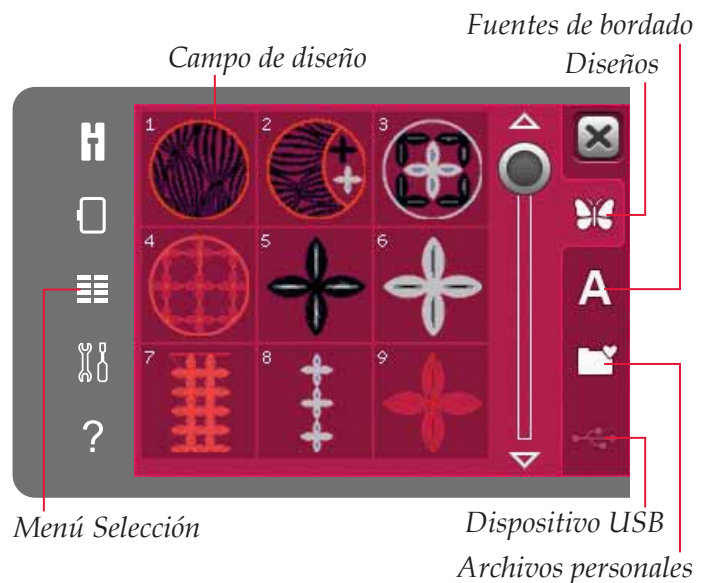 Fuentes de bordado
Campo de diseño
Diseños
1
2
3
4
5
6
A
7
8
9
?
Menú Selección
Dispositivo USB
Archivos personales